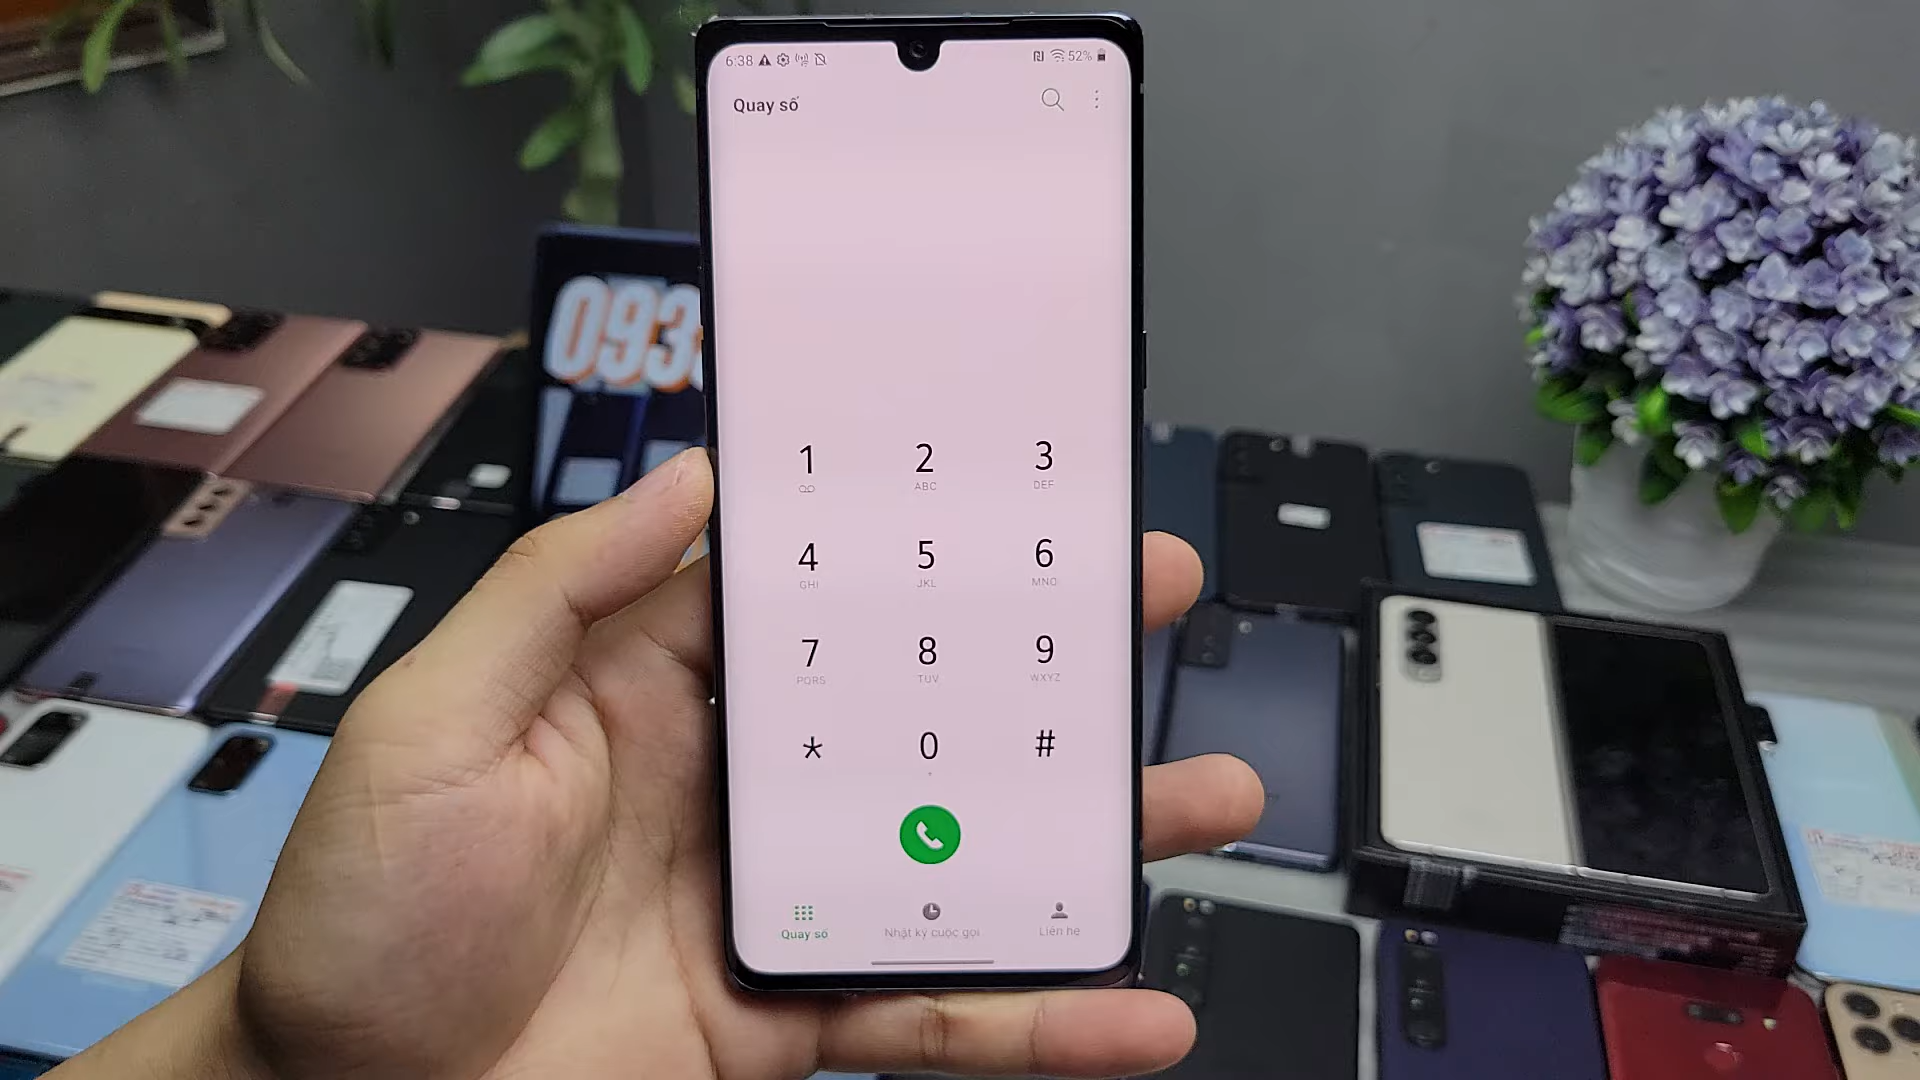 6:38
52%
Quay số
093
1
2
ABC
3
DEF
4
GHI
5
JKL
6
MNO
7
PQRS
8
TUV
9
WXYZ
*
0
+
#
Quay số
Nhật ký cuộc gọi
Liên hệ